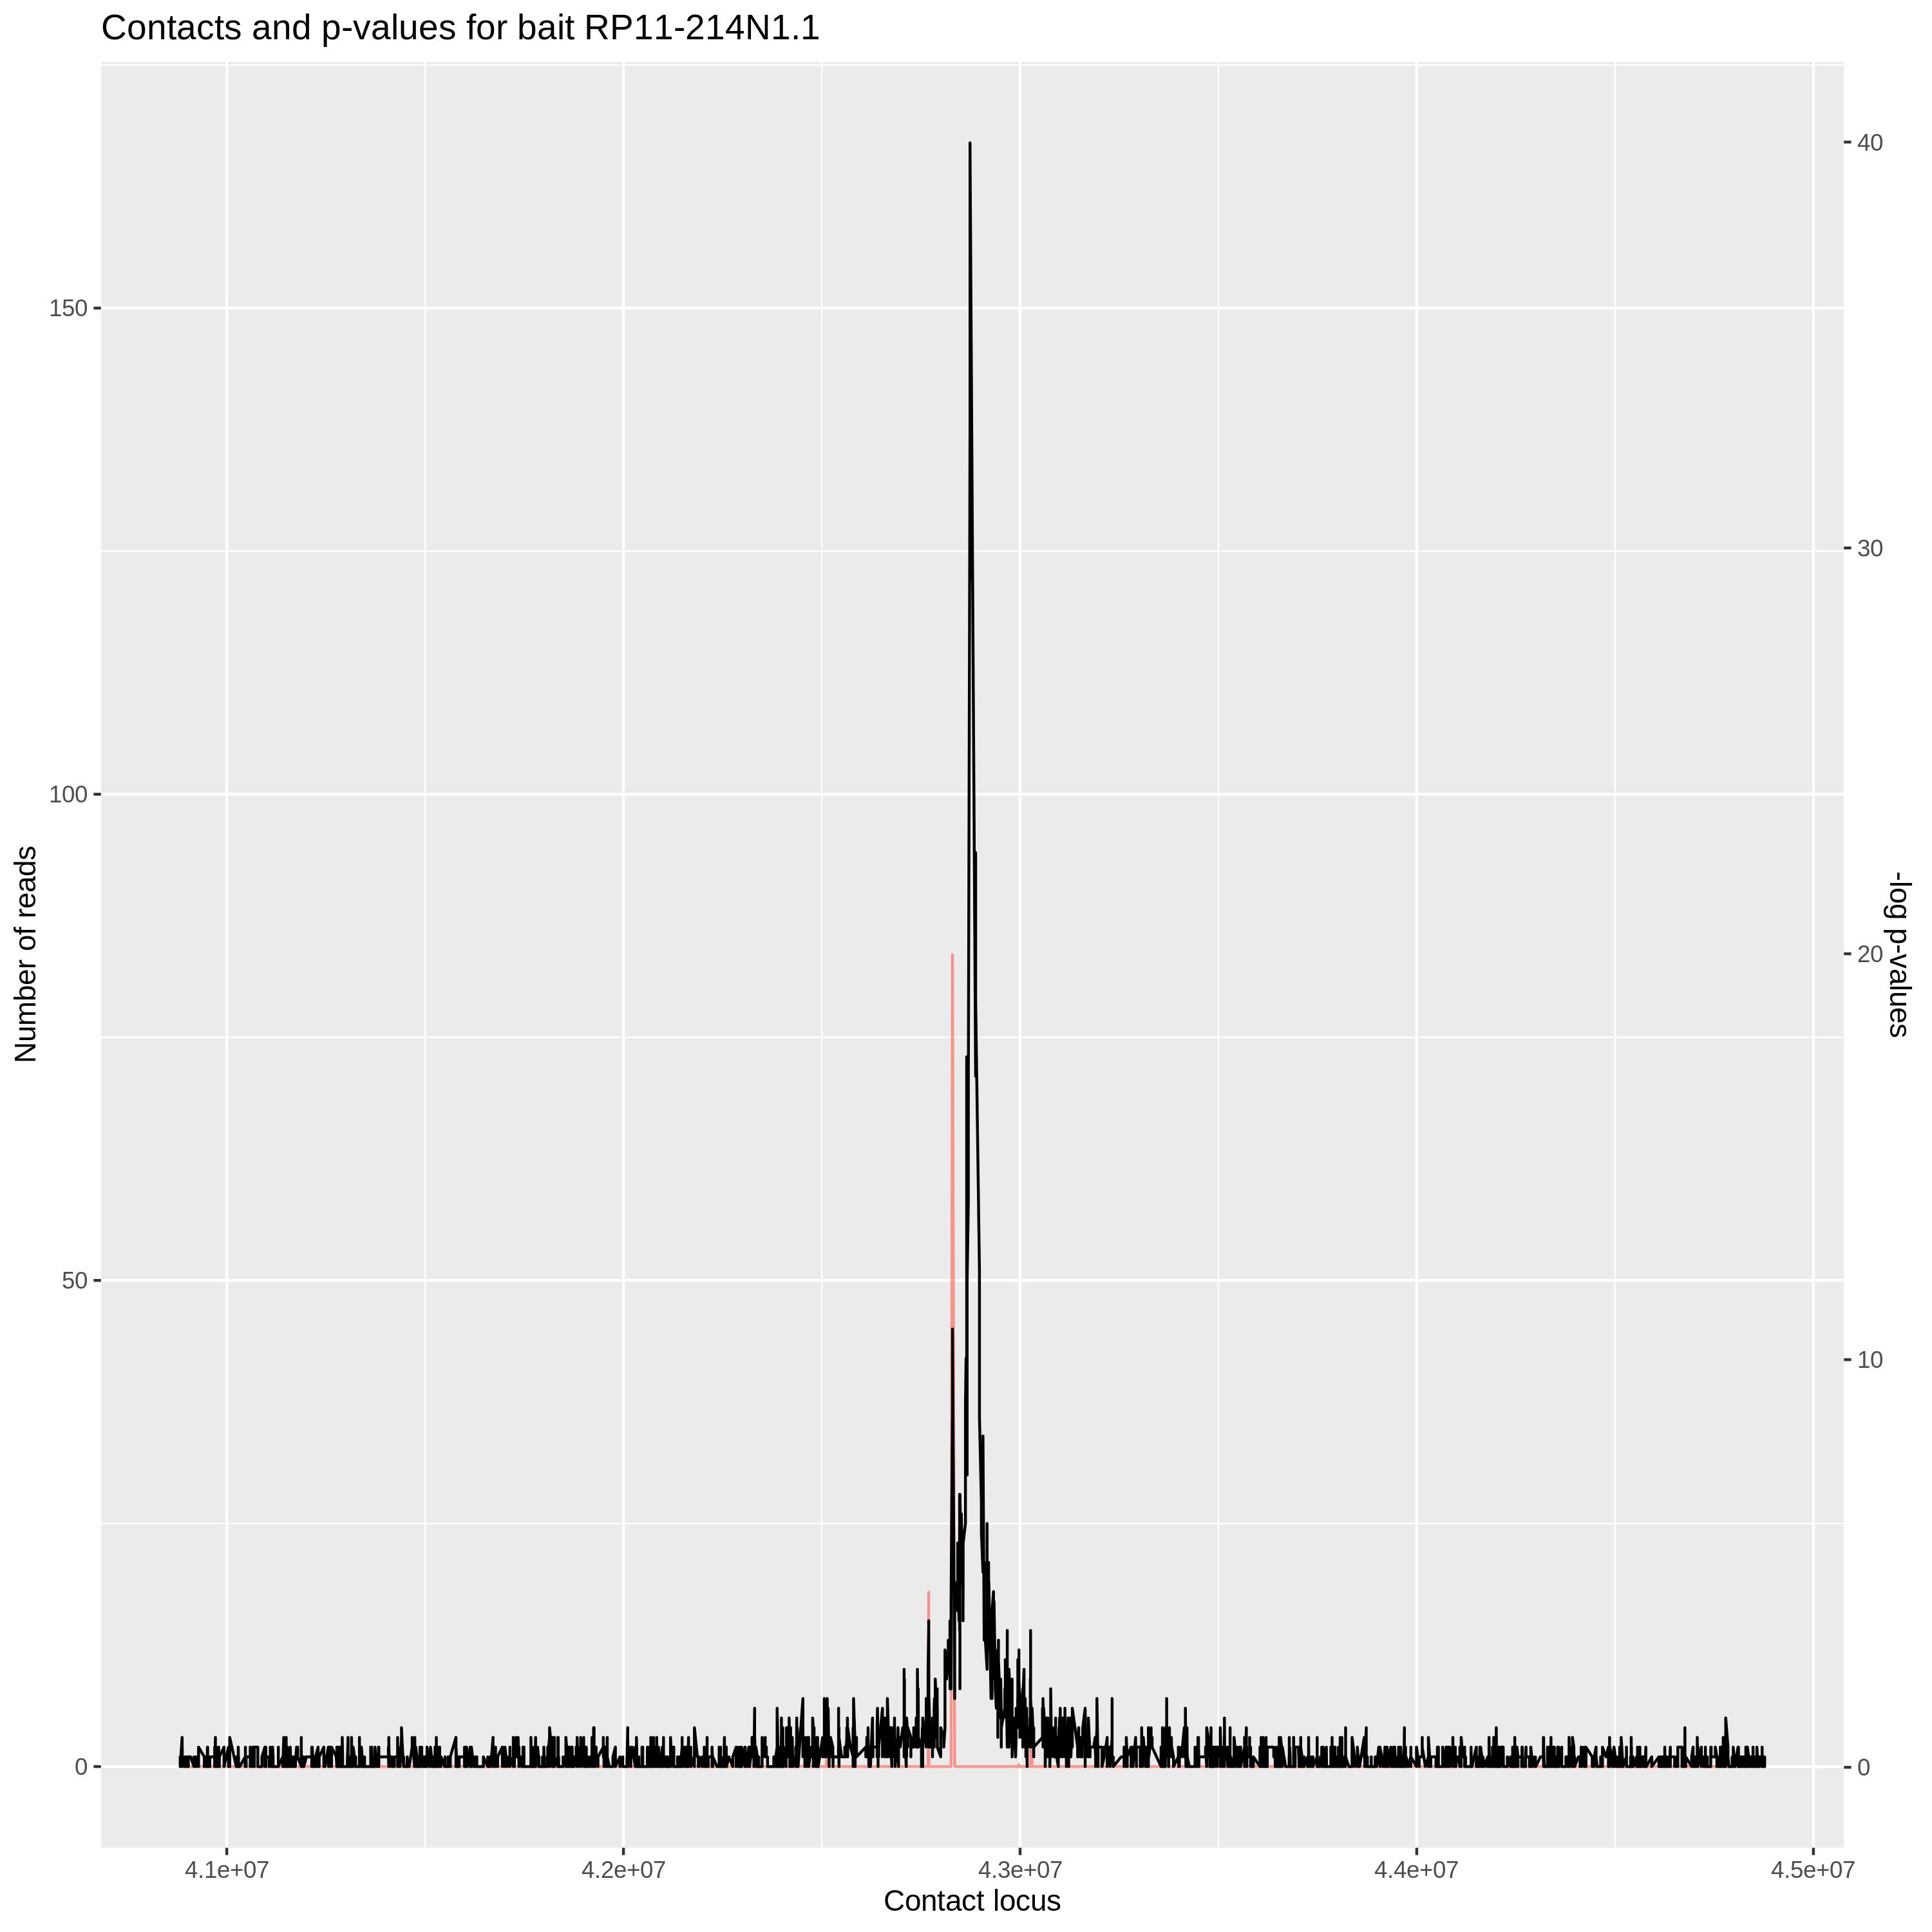 Contacts and p-values for bait RP11-214N1.1
150
100
50
0
Number of reads
40
30
20
10
0
-log p-values
4.1e+07
4.2e+07
4.3e+07
4.4e+07
4.5e+07
Contact locus